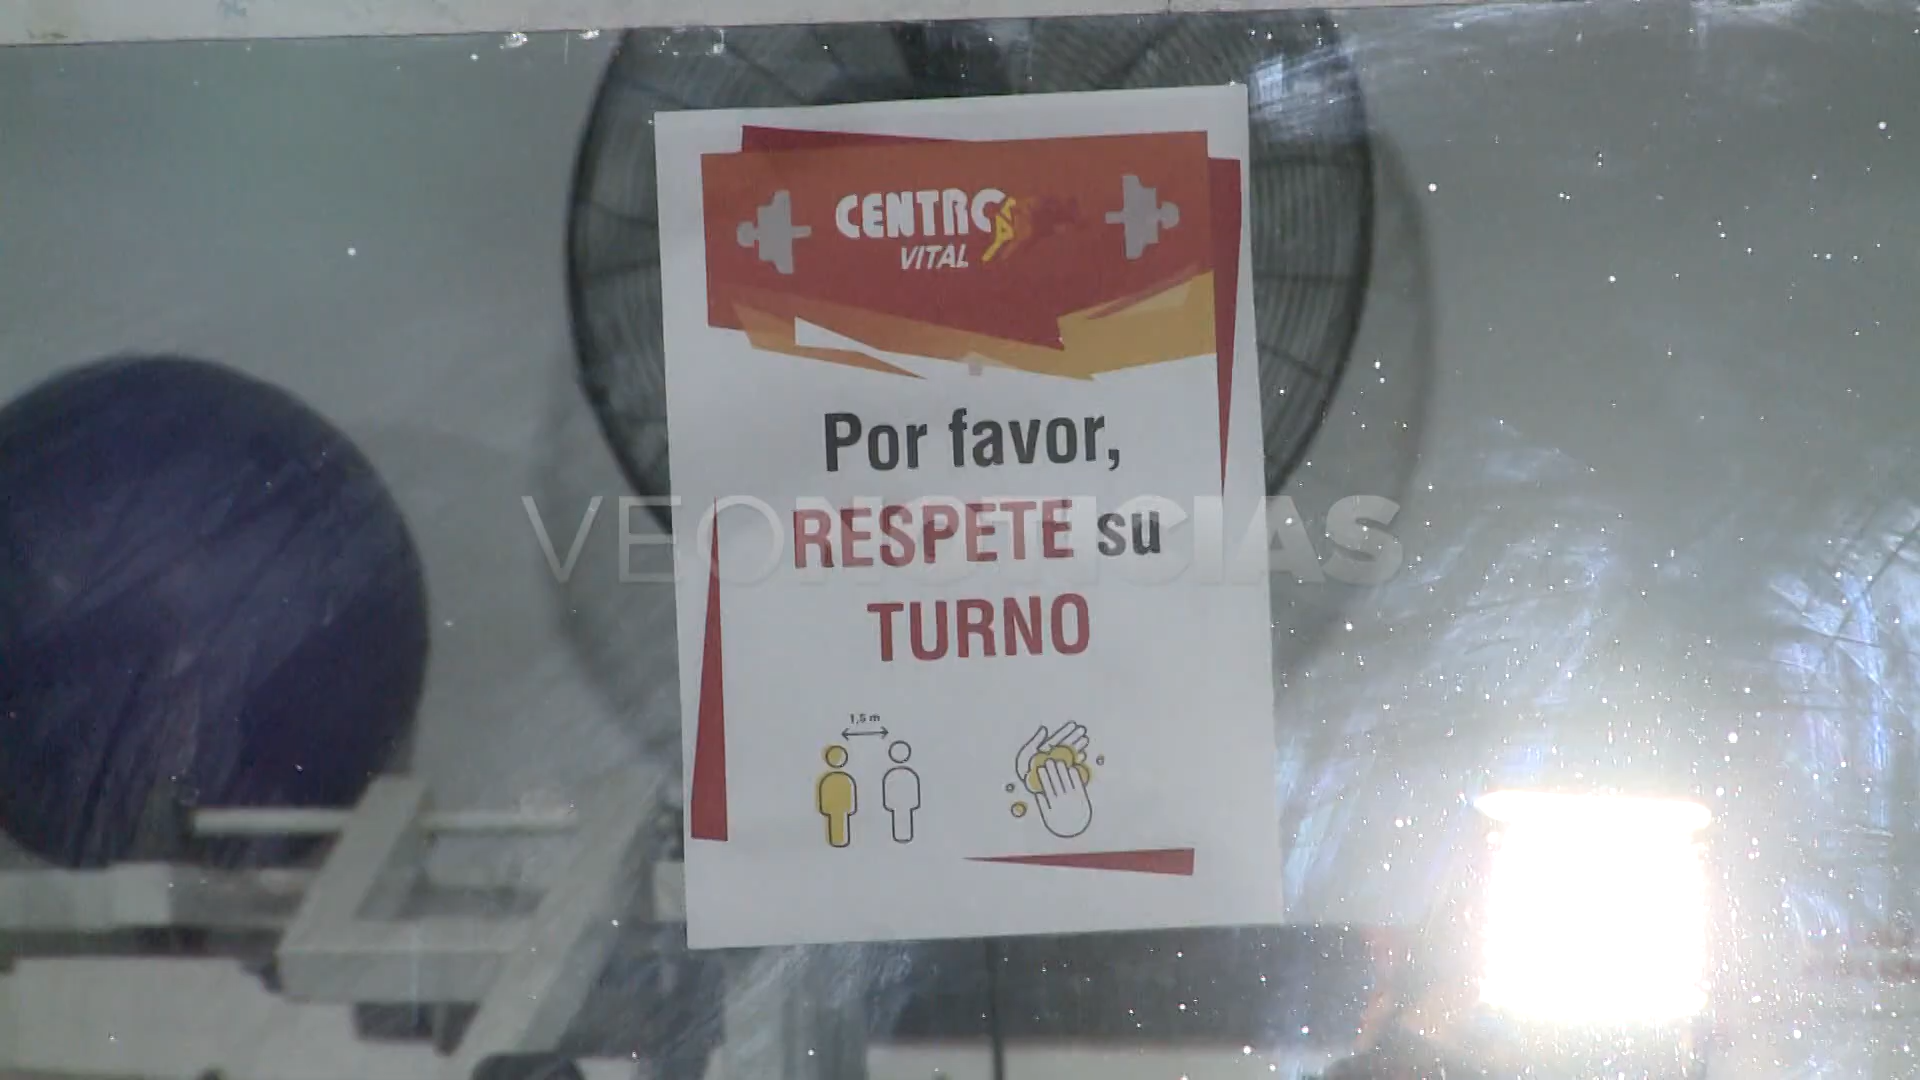 CENTRO
VITAL
Por favor,
RESPETE su
TURNO
1,5 m
VEONOTICIAS